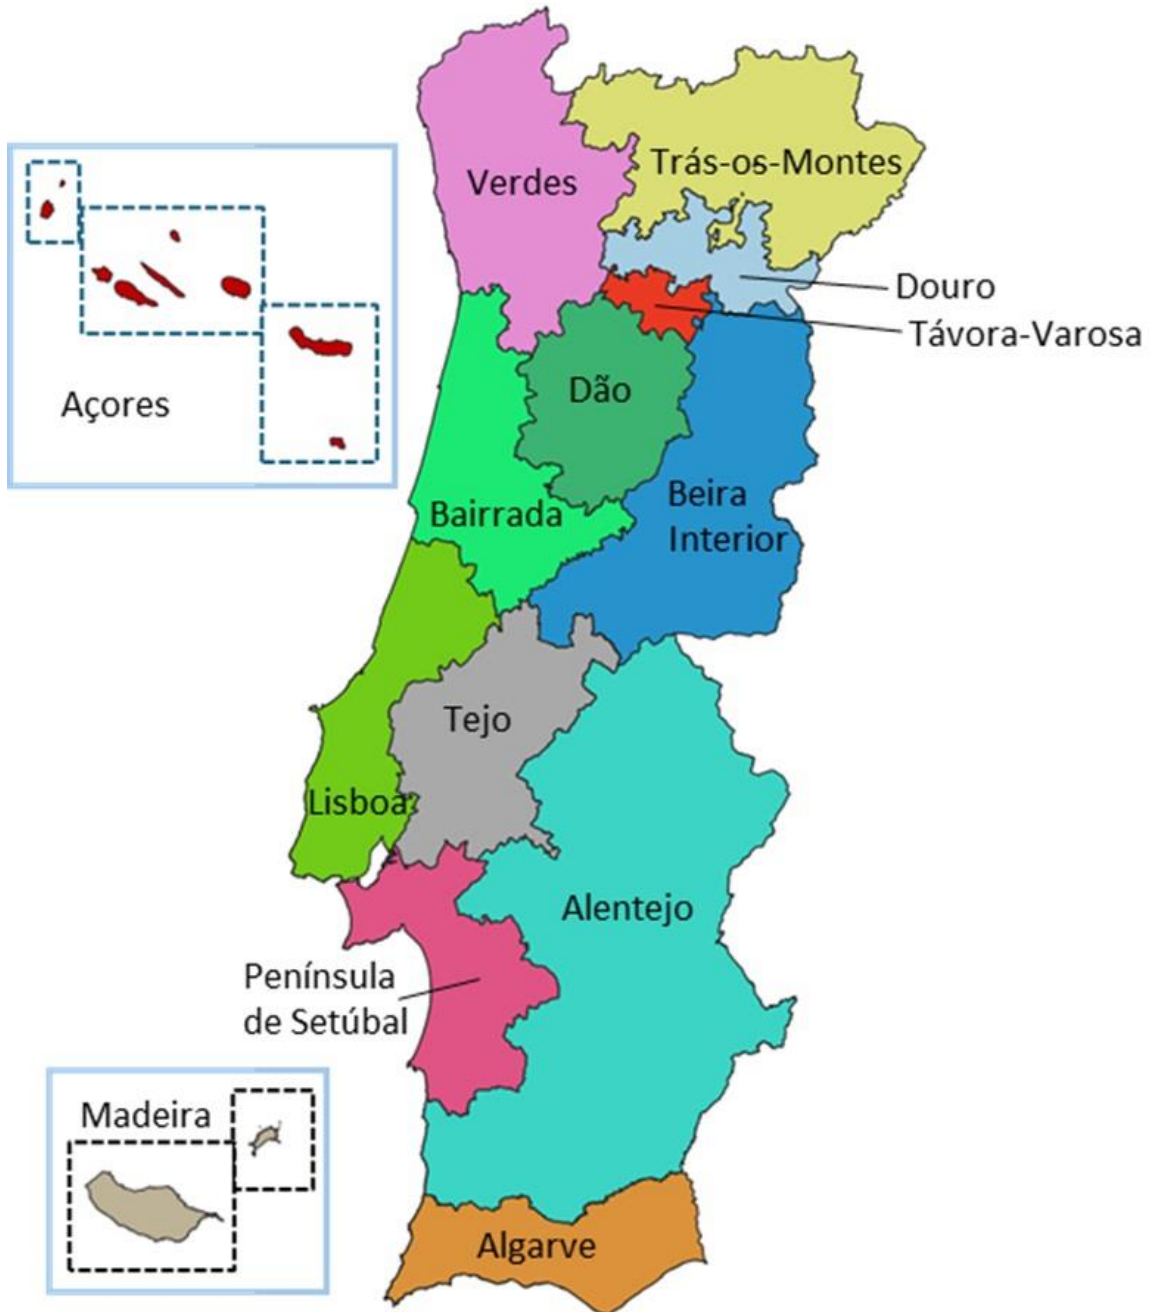 Verdes
Trás-os-Montes
Douro
Távora-Varosa
Dão
Açores
Beira
Interior
Bairrada
Tejo
Lisboa
Alentejo
Península
de Setúbal
Madeira
Algarve